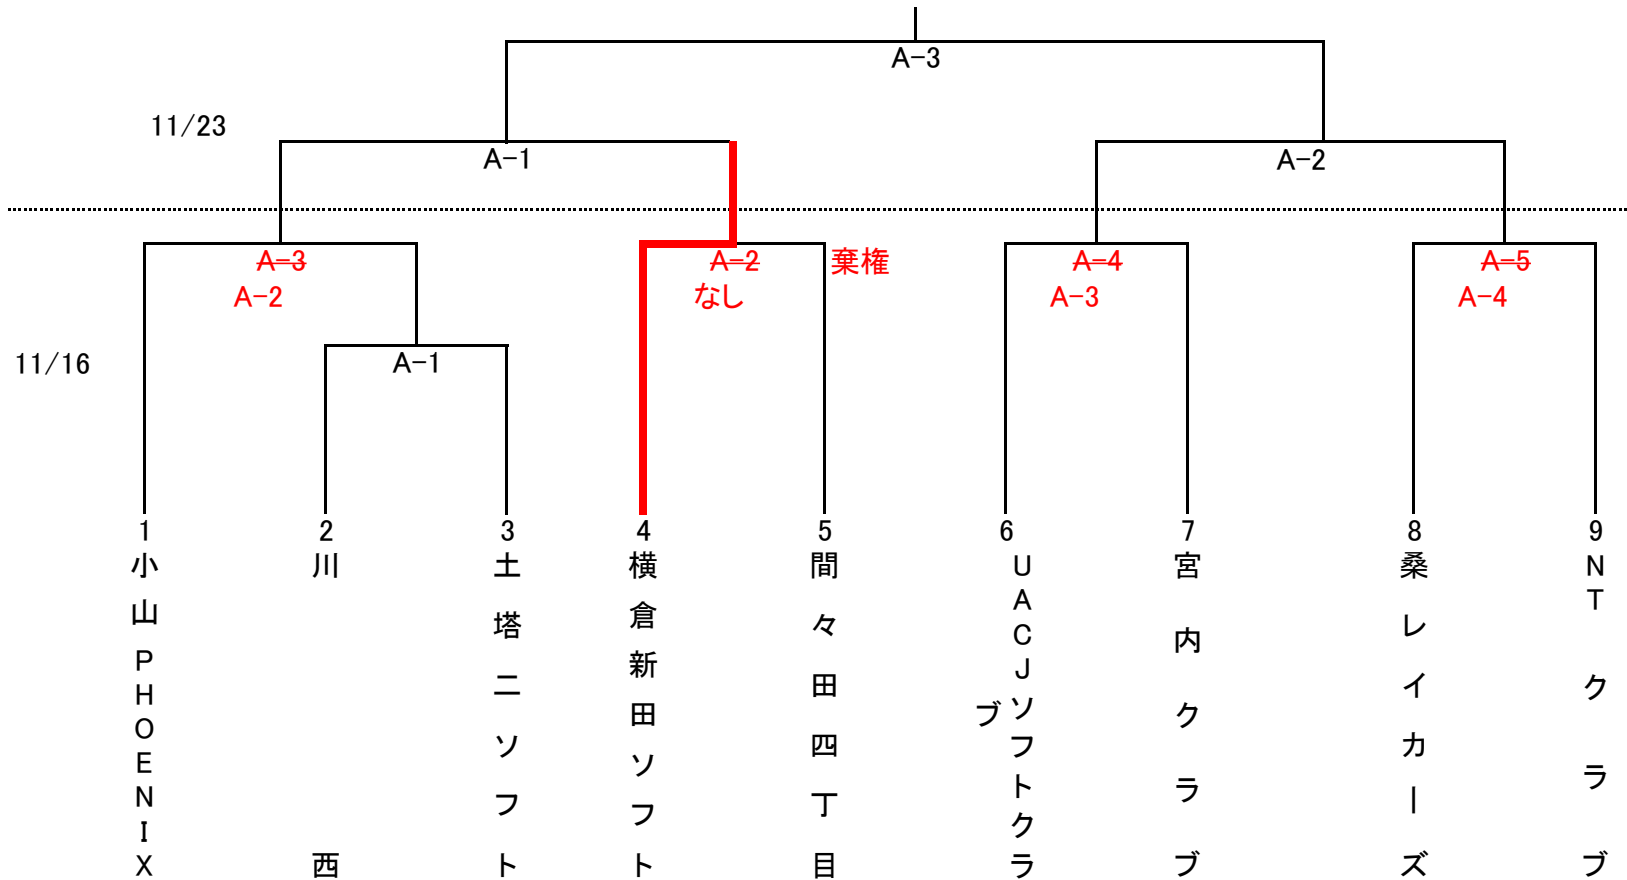 A-3
11/23
A-1
A-2
A-3
A-2
棄権
A-4
A-5
A-2
なし
A-3
A-4
11/16
A-1
1
2
3
4
5
6
7
8
9
小山PHOENIX
川西
土塔二ソフト
横倉新田ソフト
間々田四丁目
UACJソフトクラ
ブ
宮内クラブ
桑レイカーズ
NTクラブ